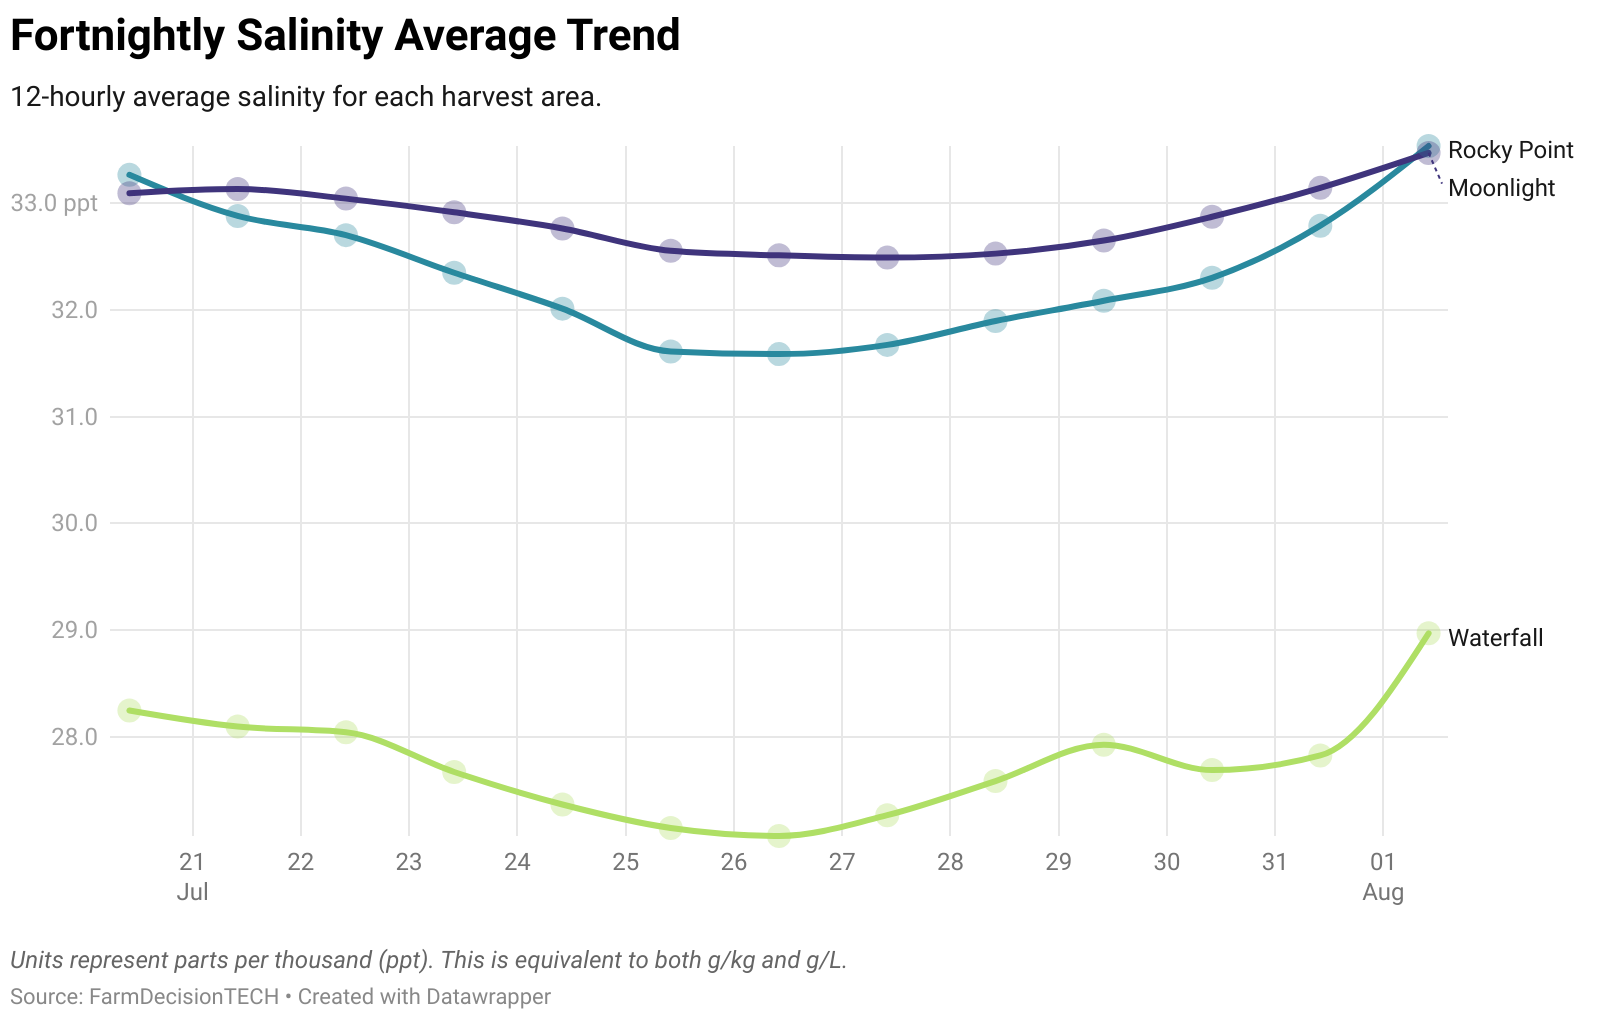 Fortnightly Salinity Average Trend
12-hourly average salinity for each harvest area.
Rocky Point
Moonlight
33.0 ppt
32.0
31.0
30.0
29.0
Waterfall
28.0
21 22 23 24 25 26 27 28 29 30 31 01
Jul Aug
Units represent parts per thousand (ppt). This is equivalent to both g/kg and g/L.
Source: FarmDecisionTECH • Created with Datawrapper